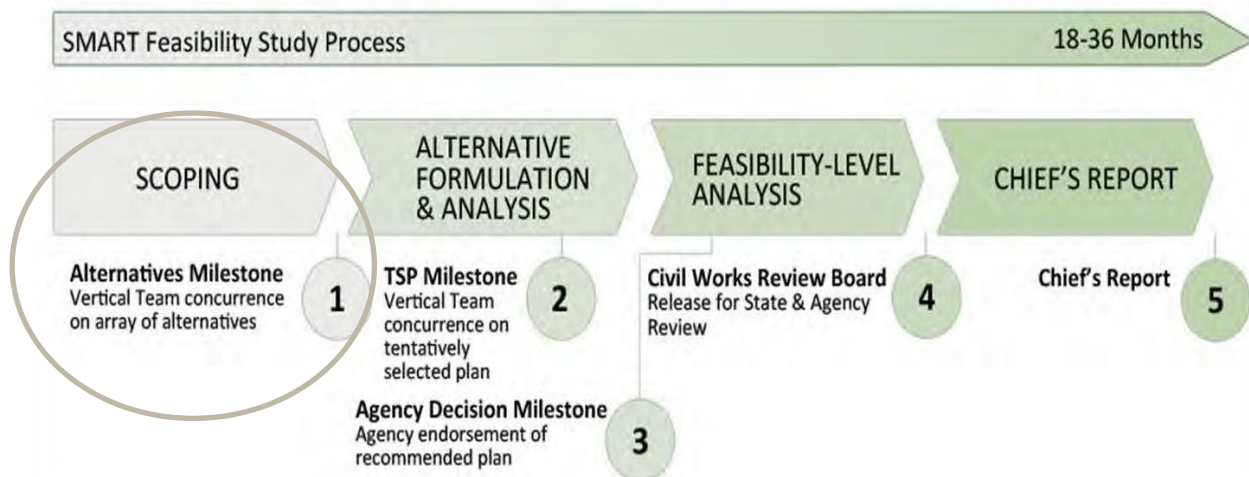 SMART Feasibility Study Process
18-36 Months
SCOPING
ALTERNATIVE
FORMULATION
& ANALYSIS
FEASIBILITY-LEVEL
ANALYSIS
CHIEF'S REPORT
Alternatives Milestone
Vertical Team concurrence
on array of alternatives
1
TSP Milestone
Vertical Team
concurrence on
tentatively
selected plan
2
Agency Decision Milestone
Agency endorsement of
recommended plan
3
Civil Works Review Board
Release for State & Agency
Review
4
Chief's Report
5